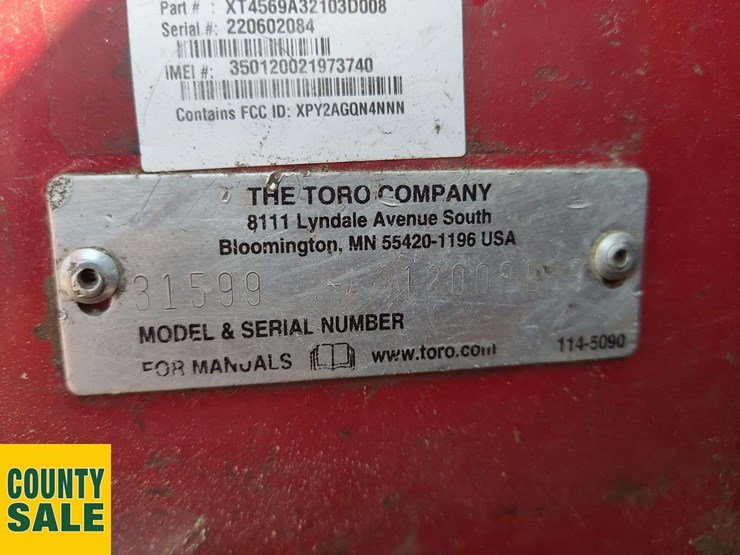 Part # : XT4569A32103D008
Serial #: 220602084
IMEI #: 350120021973740
Contains FCC ID: XPY2AGQN4NNN
THE TORO COMPANY
8111 Lyndale Avenue South
Bloomington, MN 55420-1196 USA
31599
MODEL & SERIAL NUMBER
FOR MANUALS www.toro.com 114-5090
COUNTY
SALE